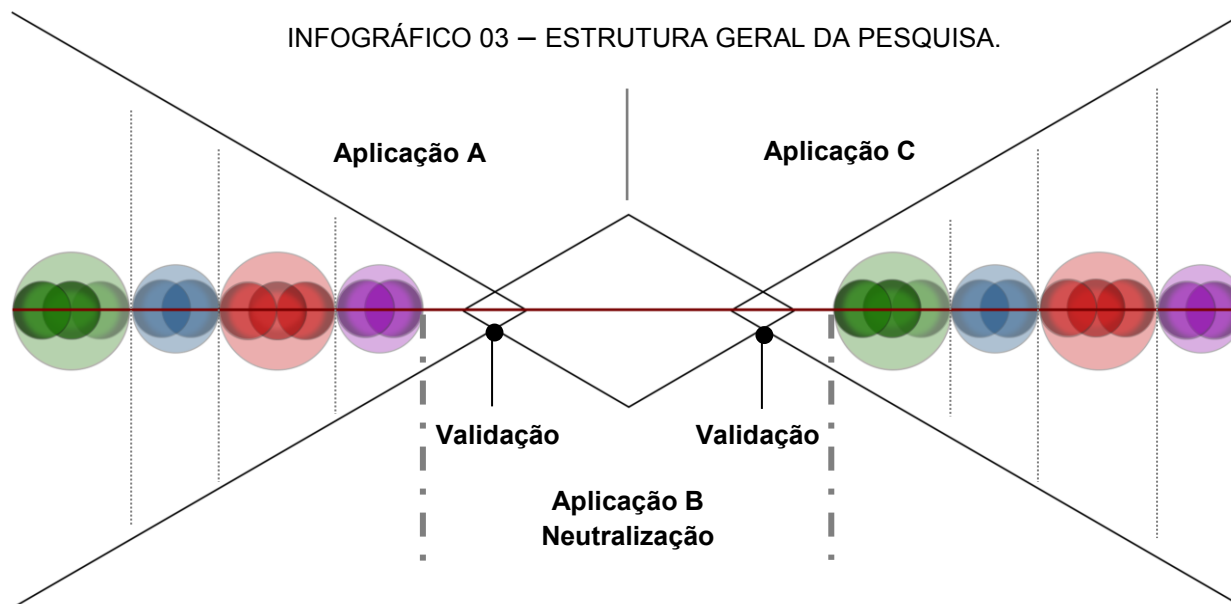 INFOGRÁFICO 03 – ESTRUTURA GERAL DA PESQUISA.
Aplicação A
Aplicação C
Validação
Validação
Aplicação B
Neutralização